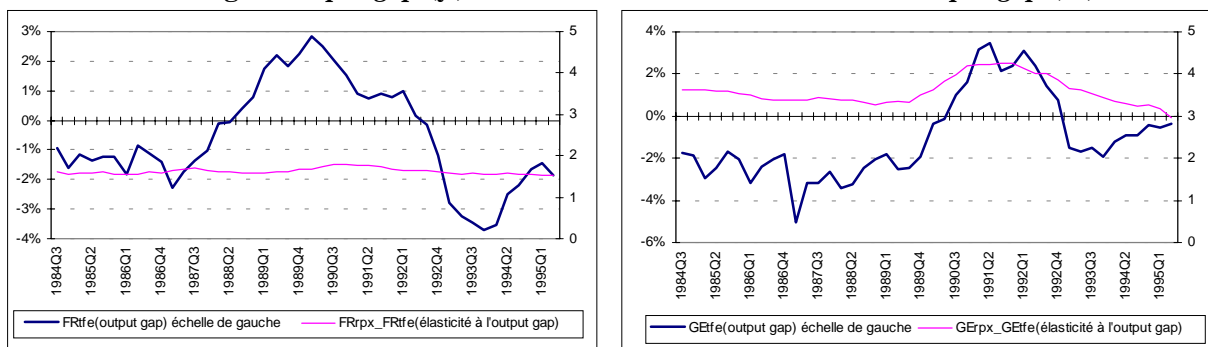 3%
2%
1%
0%
-1%
-2%
-3%
-4%
5
4
3
2
1
0
1984Q3
1985Q2
1986Q1
1986Q4
1987Q3
1988Q2
1989Q1
1989Q4
1990Q3
1991Q2
1992Q1
1992Q4
1993Q3
1994Q2
1995Q1
FRtfe(output gap) échelle de gauche
FRrpx_FRtfe(élasticité à l'output gap)
4%
2%
0%
-2%
-4%
-6%
5
4
3
2
1
0
1984Q3
1985Q2
1986Q1
1986Q4
1987Q3
1988Q2
1989Q1
1989Q4
1990Q3
1991Q2
1992Q1
1992Q4
1993Q3
1994Q2
1995Q1
GEtfe(output gap) échelle de gauche
GErpx_GEtfe(élasticité à l'output gap)